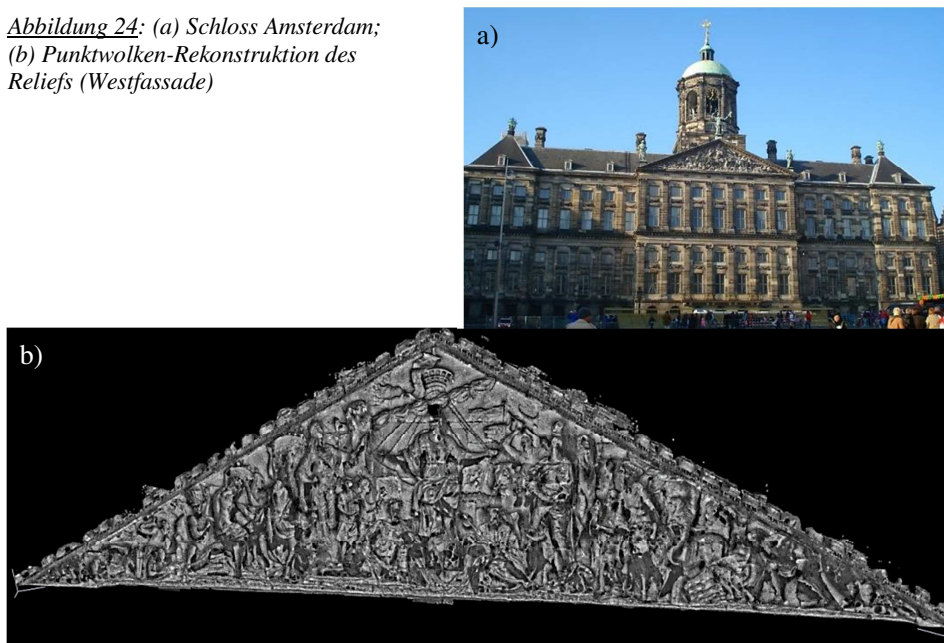 Abbildung 24: (a) Schloss Amsterdam;
(b) Punktwolken-Rekonstruktion des
Reliefs (Westfassade)
a)
b)